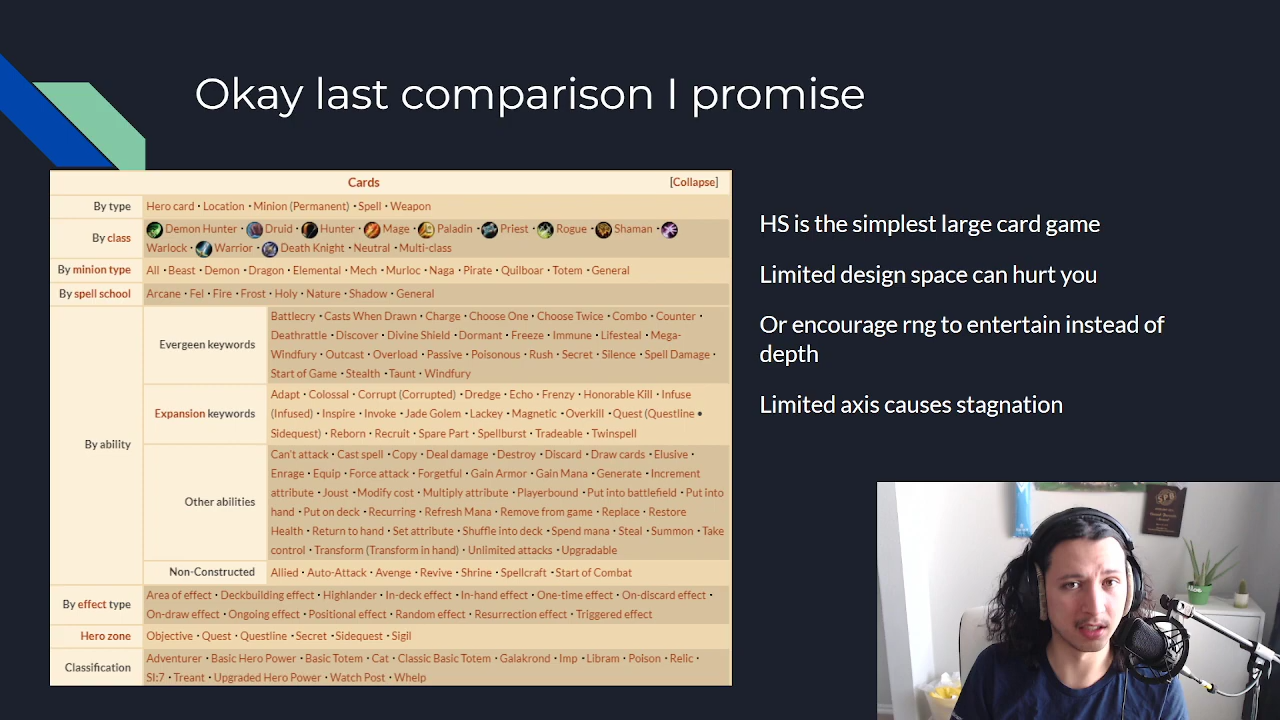 Okay last comparison I promise
Cards
[Collapse]
By type
Hero card • Location • Minion (Permanent) • Spell • Weapon
By class
Demon Hunter • Druid • Hunter • Mage • Paladin • Priest • Rogue • Shaman •
Warlock • Warrior • Death Knight • Neutral • Multi-class
By minion type
All • Beast • Demon • Dragon • Elemental • Mech • Murloc • Naga • Pirate • Quilboar • Totem • General
By spell school
Arcane • Fel • Fire • Frost • Holy • Nature • Shadow • General
By ability
Evergeen keywords
Battlecry • Casts When Drawn • Charge • Choose One • Choose Twice • Combo • Counter •
Deathrattle • Discover • Divine Shield • Dormant • Freeze • Immune • Lifesteal • Mega-
Windfury • Outcast • Overload • Passive • Poisonous • Rush • Secret • Silence • Spell Damage •
Start of Game • Stealth • Taunt • Windfury
Expansion keywords
Adapt • Colossal • Corrupt (Corrupted) • Dredge • Echo • Frenzy • Honorable Kill • Infuse
(Infused) • Inspire • Invoke • Jade Golem • Lackey • Magnetic • Overkill • Quest (Questline •
Sidequest) • Reborn • Recruit • Spare Part • Spellburst • Tradeable • Twinspell
Other abilities
Can't attack • Cast spell • Copy • Deal damage • Destroy • Discard • Draw cards • Elusive •
Enrage • Equip • Force attack • Forgetful • Gain Armor • Gain Mana • Generate • Increment
attribute • Joust • Modify cost • Multiply attribute • Playerbound • Put into battlefield • Put into
hand • Put on deck • Recurring • Refresh Mana • Remove from game • Replace • Restore
Health • Return to hand • Set attribute • Shuffle into deck • Spend mana • Steal • Summon • Take
control • Transform (Transform in hand) • Unlimited attacks • Upgradable
Non-Constructed
Allied • Auto-Attack • Avenge • Revive • Shrine • Spellcraft • Start of Combat
By effect type
Area of effect • Deckbuilding effect • Highlander • In-deck effect • In-hand effect • One-time effect • On-discard effect •
On-draw effect • Ongoing effect • Positional effect • Random effect • Resurrection effect • Triggered effect
Hero zone
Objective • Quest • Questline • Secret • Sidequest • Sigil
Classification
Adventurer • Basic Hero Power • Basic Totem • Cat • Classic Basic Totem • Galakrond • Imp • Libram • Poison • Relic •
SI:7 • Treant • Upgraded Hero Power • Watch Post • Whelp
HS is the simplest large card game
Limited design space can hurt you
Or encourage rng to entertain instead of
depth
Limited axis causes stagnation